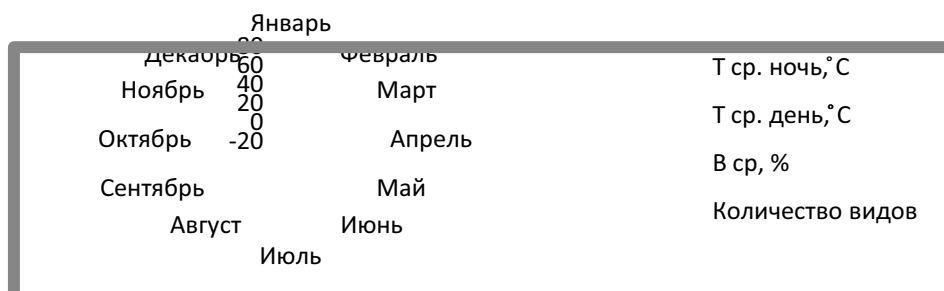 Январь
80
Декабрь Февраль
60
Т ср. ночь,°С
40
Ноябрь Март
20
Т ср. день,°С
0
Октябрь -20 Апрель
В ср, %
Сентябрь Май
Количество видов
Август Июнь
Июль